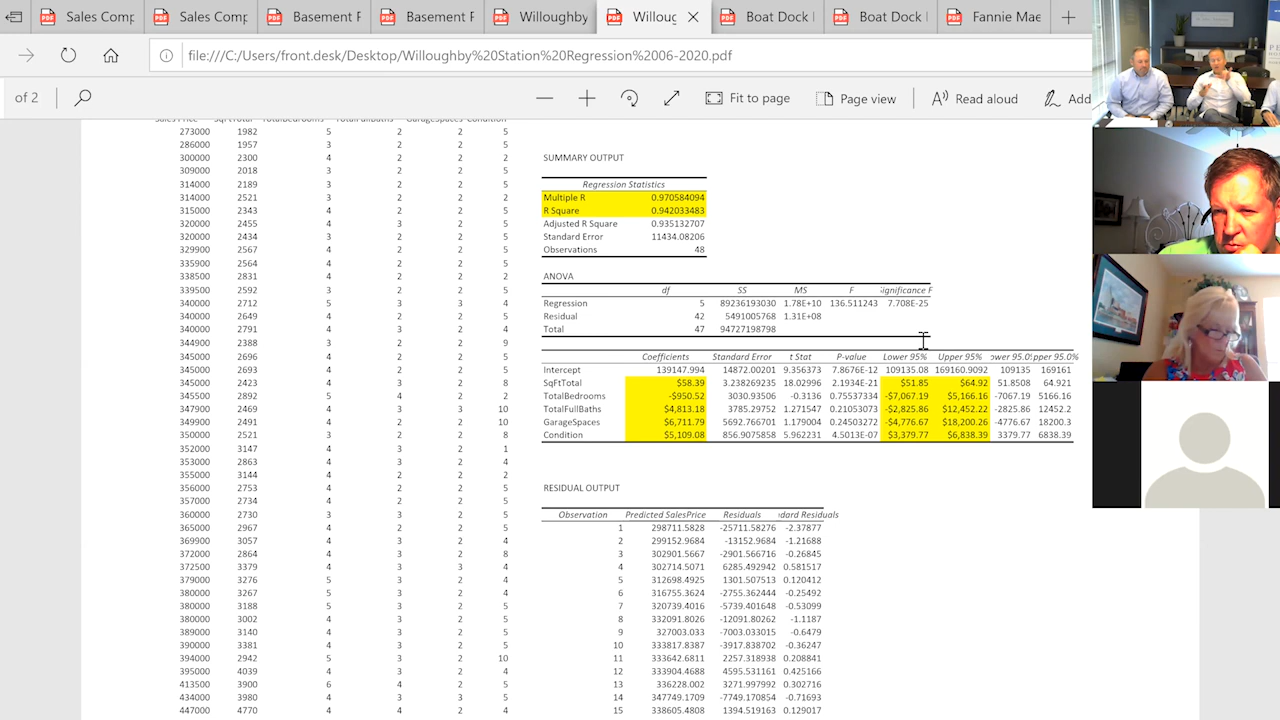 Sales Comp
Sales Comp
Basement F
Basement F
Willoughby
Willoug
Boat Dock
Boat Dock
Fannie Mae
file:///C:/Users/front.desk/Desktop/Willoughby%20Station%20Regression%202006-2020.pdf
of 2
Fit to page
Page view
Read aloud
Add
273000 1982 5 2 2 5
286000 1957 3 2 2 5
300000 2300 4 2 2 2
309000 2018 3 2 2 5
314000 2189 3 2 2 5
314000 2521 3 2 2 2
315000 2343 4 2 2 5
320000 2455 4 3 2 5
320000 2434 3 2 2 5
329900 2567 4 2 2 5
335900 2564 4 2 2 5
338500 2831 4 2 2 2
339500 2592 3 2 2 5
340000 2712 5 3 3 4
340000 2649 4 2 2 5
340000 2791 4 3 2 4
344900 2388 3 2 2 9
345000 2696 4 2 2 5
345000 2693 4 2 2 5
345000 2423 4 3 2 8
345500 2892 5 4 2 2
347900 2469 4 3 3 10
349900 2491 4 2 2 10
350000 2521 3 2 2 8
352000 3147 4 3 2 1
353000 2863 4 3 2 4
355000 3144 4 2 2 2
356000 2753 4 2 2 5
357000 2734 4 2 2 5
360000 2730 3 3 2 5
365000 2967 4 2 2 5
369900 3057 4 3 2 4
372000 2864 4 3 2 8
372500 3379 4 3 3 4
379000 3276 5 3 2 4
380000 3267 5 3 2 4
380000 3188 5 3 2 5
380000 3002 4 3 2 4
389000 3140 4 3 2 5
390000 3381 4 3 2 5
394000 2942 5 3 2 10
395000 4039 4 3 2 4
413500 3900 6 4 2 5
434000 3980 4 3 3 5
447000 4770 4 4 2 4
SUMMARY OUTPUT
Regression Statistics
Multiple R 0.970584094
R Square 0.942033483
Adjusted R Square 0.935132707
Standard Error 11434.08206
Observations 48
ANOVA
df SS MS F ignificance F
Regression 5 89236193030 1.78E+10 136.511243 7.708E-25
Residual 42 5491005768 1.31E+08
Total 47 94727198798
Coefficients Standard Error t Stat P-value Lower 95% Upper 95% ower 95.0% pper 95.0%
Intercept 139147.994 14872.00201 9.356373 7.8676E-12 109135.08 169160.9092 109135 169161
SqFtTotal $58.39 3.238269235 18.02996 2.1934E-21 $51.85 $64.92 51.8508 64.921
TotalBedrooms -$950.52 3030.93506 -0.3136 0.75537334 -$7,067.19 $5,166.16 -7067.19 5166.16
TotalFullBaths $4,813.18 3785.29752 1.271547 0.21053073 -$2,825.86 $12,452.22 -2825.86 12452.2
GarageSpaces $6,711.79 5692.766701 1.179004 0.24503272 -$4,776.67 $18,200.26 -4776.67 18200.3
Condition $5,109.08 856.9075858 5.962231 4.5013E-07 $3,379.77 $6,838.39 3379.77 6838.39
RESIDUAL OUTPUT
Observation Predicted SalesPrice Residuals dard Residuals
1 298711.5828 -25711.58276 -2.37877
2 299152.9684 -13152.9684 -1.21688
3 302901.5667 -2901.566716 -0.26845
4 302714.5071 6285.492942 0.581517
5 312698.4925 1301.507513 0.120412
6 316755.3624 -2755.362444 -0.25492
7 320739.4016 -5739.401648 -0.53099
8 332091.8026 -12091.80262 -1.1187
9 327003.033 -7003.033015 -0.6479
10 333817.8387 -3917.838702 -0.36247
11 333642.6811 2257.318938 0.208841
12 333904.4688 4595.531161 0.425166
13 336228.002 3271.997992 0.302716
14 347749.1709 -7749.170854 -0.71693
15 338605.4808 1394.519163 0.129017